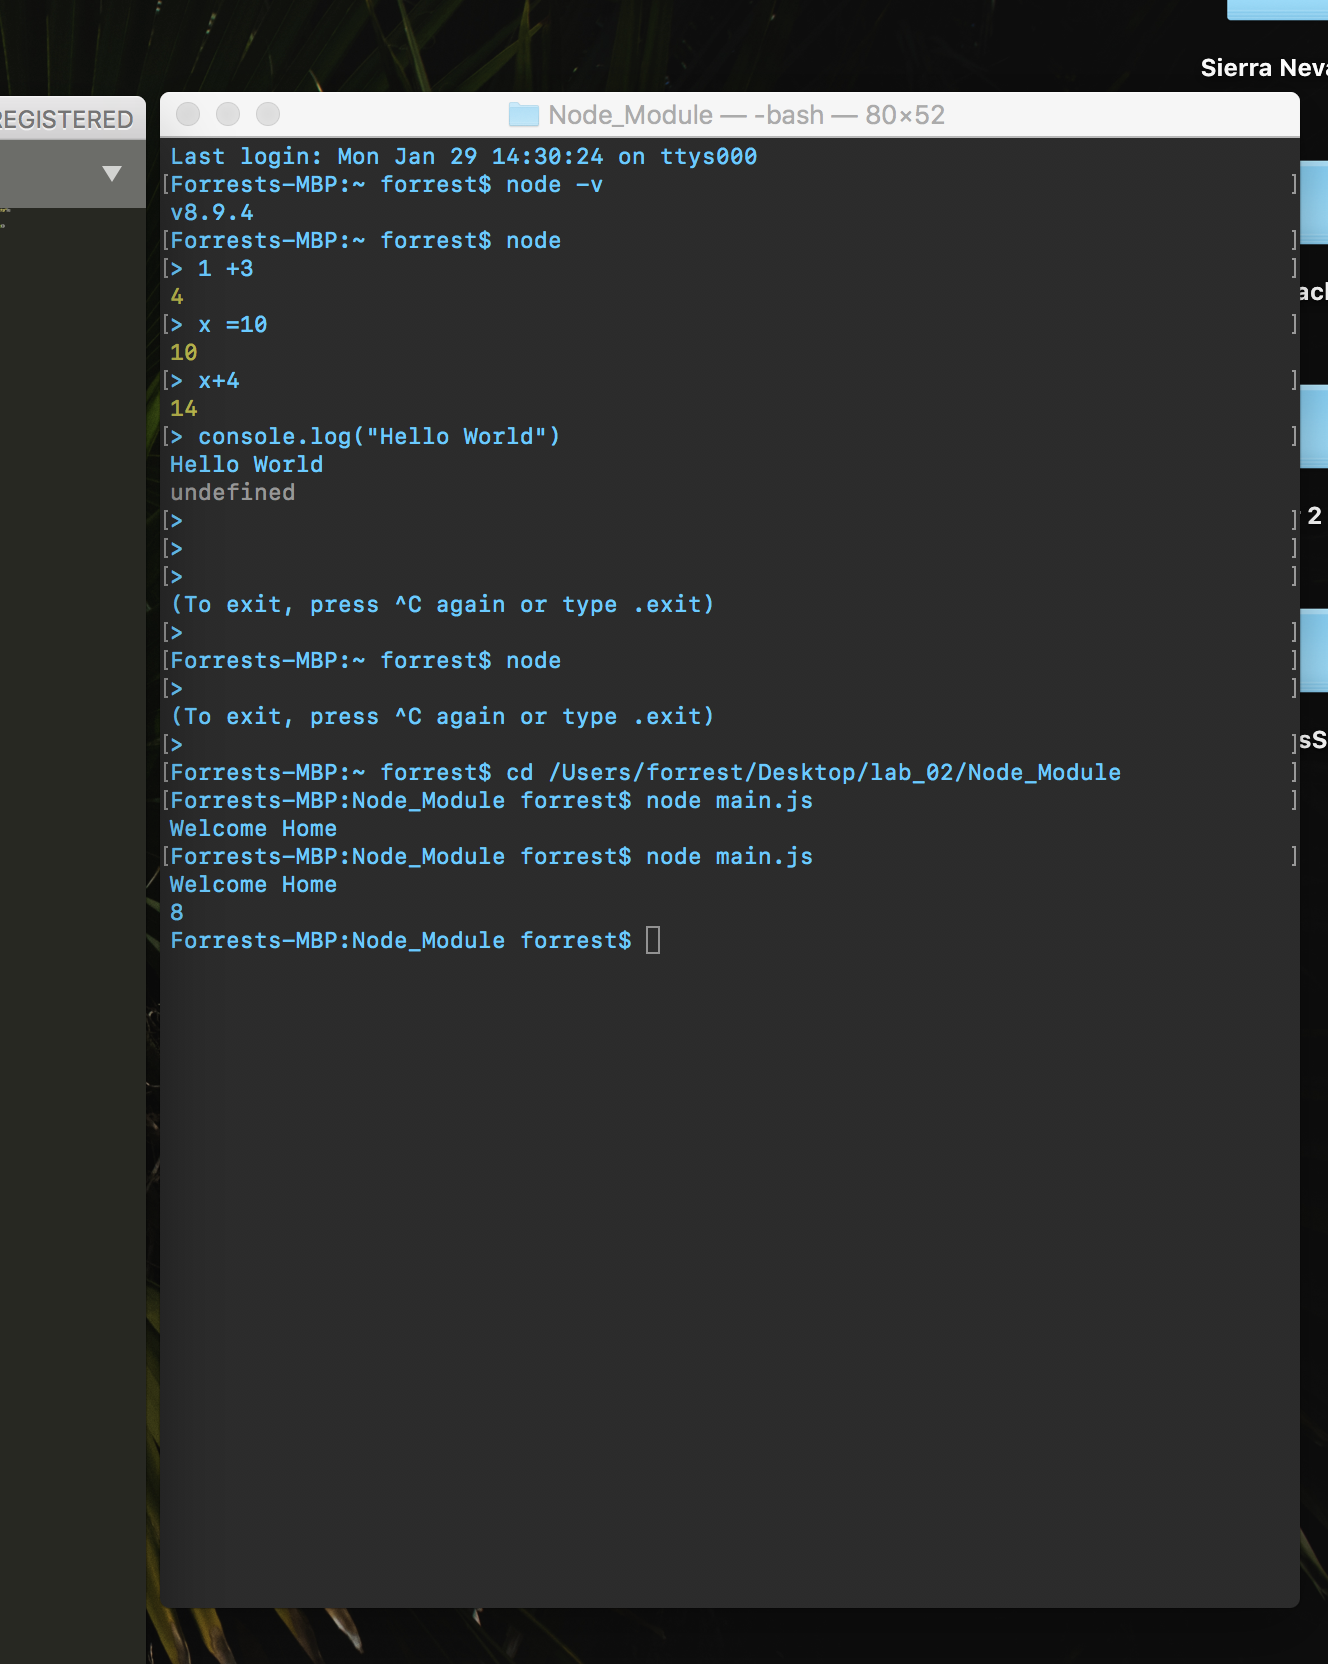 Sierra Neva
REGISTERED
Node_Module — -bash — 80×52
Last login: Mon Jan 29 14:30:24 on ttys000
[Forrests-MBP:~ forrest$ node -v ]
v8.9.4
[Forrests-MBP:~ forrest$ node ]
[> 1 +3 ]
4
[> x =10 ]
10
[> x+4 ]
14
[> console.log("Hello World") ]
Hello World
undefined
[> ]
[> ]
[> ]
(To exit, press ^C again or type .exit)
[> ]
[Forrests-MBP:~ forrest$ node ]
[> ]
(To exit, press ^C again or type .exit)
[> ]
[Forrests-MBP:~ forrest$ cd /Users/forrest/Desktop/lab_02/Node_Module ]
[Forrests-MBP:Node_Module forrest$ node main.js ]
Welcome Home
[Forrests-MBP:Node_Module forrest$ node main.js ]
Welcome Home
8
Forrests-MBP:Node_Module forrest$
2